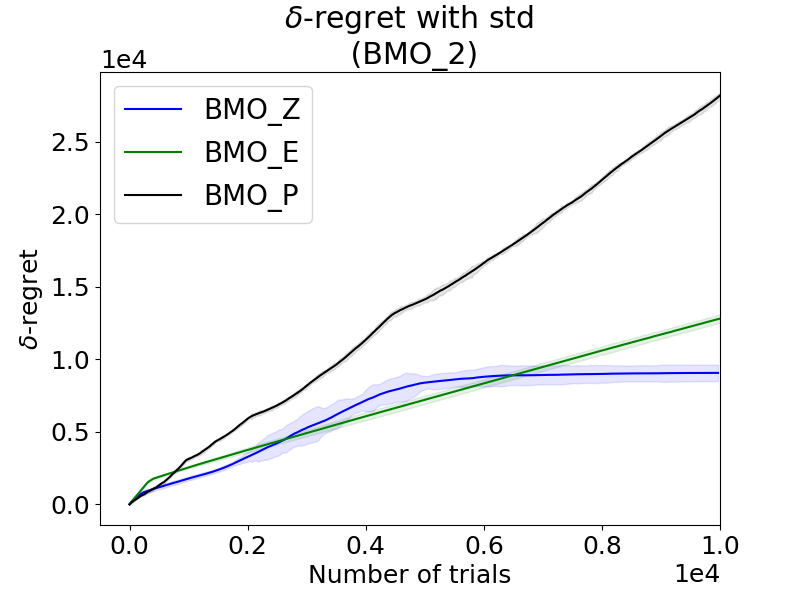 δ-regret with std
(BMO_2)
1e4
BMO_Z
BMO_E
BMO_P
2.5
2.0
1.5
1.0
0.5
0.0
δ-regret
0.0 0.2 0.4 0.6 0.8 1.0
Number of trials
1e4